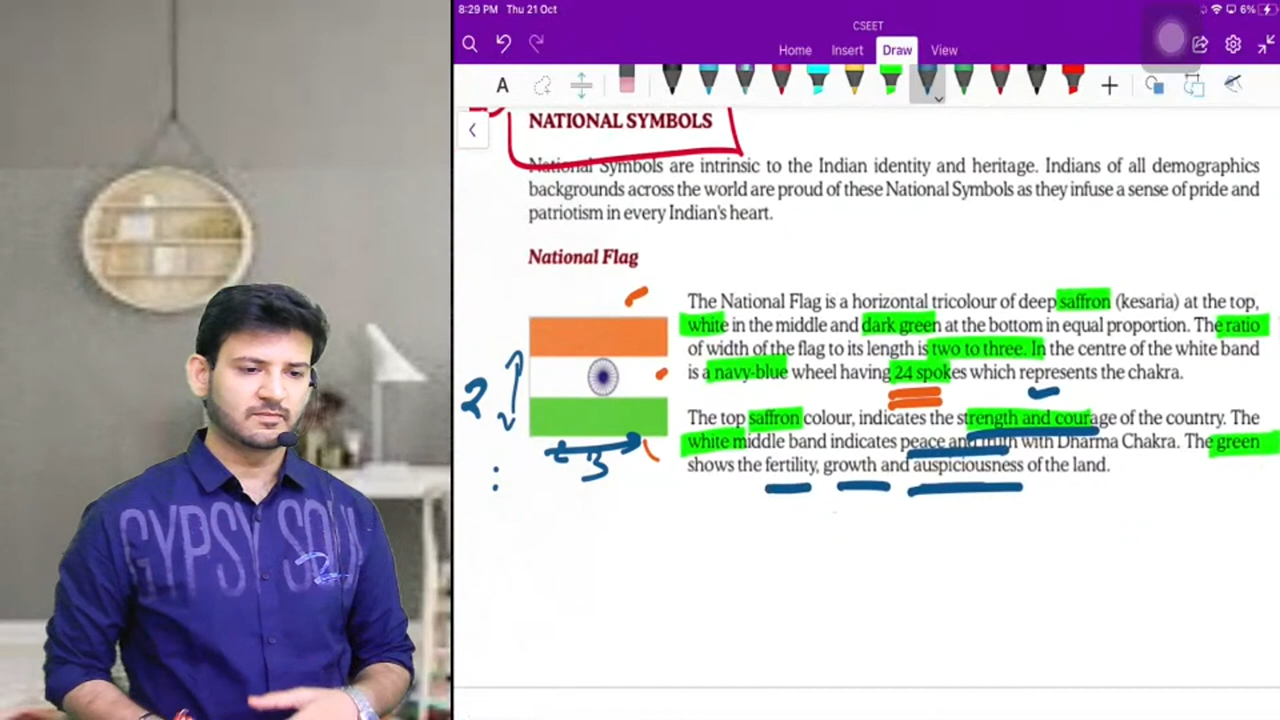 8:29 PM Thu 21 Oct
6%
CSEET
Home Insert Draw View
A
NATIONAL SYMBOLS
National Symbols are intrinsic to the Indian identity and heritage. Indians of all demographics
backgrounds across the world are proud of these National Symbols as they infuse a sense of pride and
patriotism in every Indian's heart.
National Flag
The National Flag is a horizontal tricolour of deep saffron (kesaria) at the top,
white in the middle and dark green at the bottom in equal proportion. The ratio
of width of the flag to its length is two to three. In the centre of the white band
is a navy-blue wheel having 24 spokes which represents the chakra.
The top saffron colour, indicates the strength and courage of the country. The
white middle band indicates peace and truth with Dharma Chakra. The green
shows the fertility, growth and auspiciousness of the land.
2
:
3
GYPSY SOUL